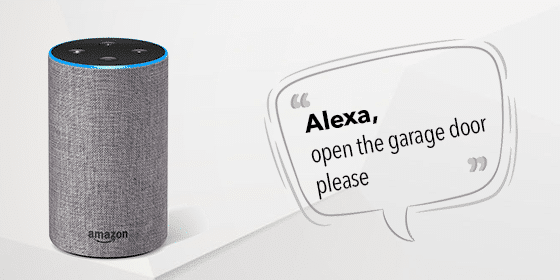 amazon
“
Alexa,
open the garage door
please
”